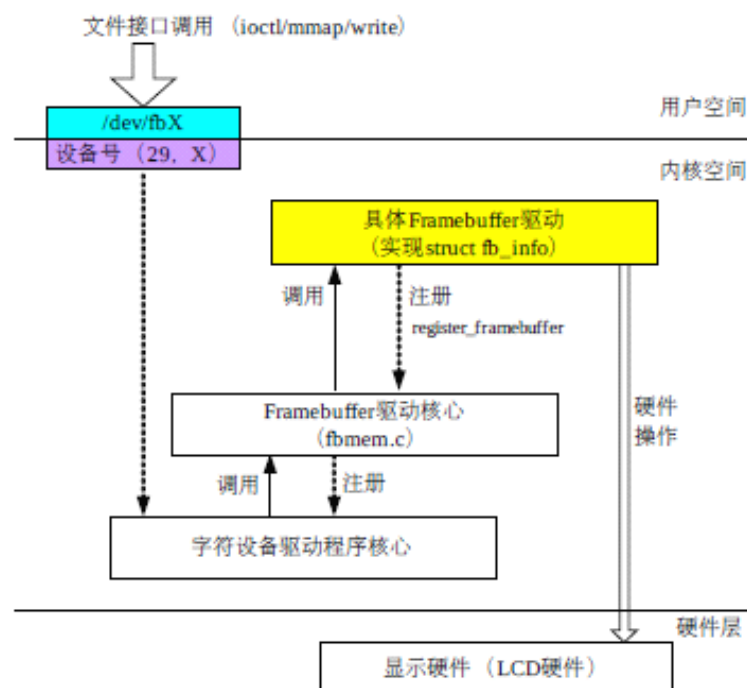 文件接口调用 （ioctl/mmap/write）
/dev/fbX
用户空间
设备号（29，X）
内核空间
具体Framebuffer驱动
（实现struct fb_info）
调用
注册
register_framebuffer
Framebuffer驱动核心
（fbmem.c）
硬件
操作
调用
注册
字符设备驱动程序核心
硬件层
显示硬件 （LCD硬件）